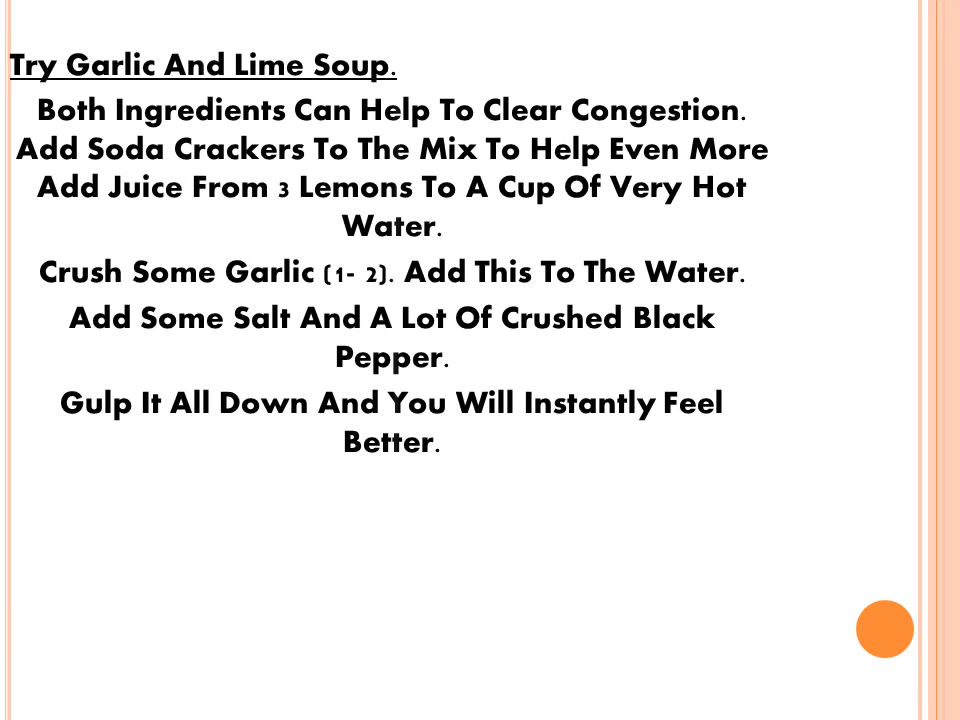 Try Garlic And Lime Soup.
Both Ingredients Can Help To Clear Congestion.
Add Soda Crackers To The Mix To Help Even More
Add Juice From 3 Lemons To A Cup Of Very Hot
Water.
Crush Some Garlic (1- 2). Add This To The Water.
Add Some Salt And A Lot Of Crushed Black
Pepper.
Gulp It All Down And You Will Instantly Feel
Better.